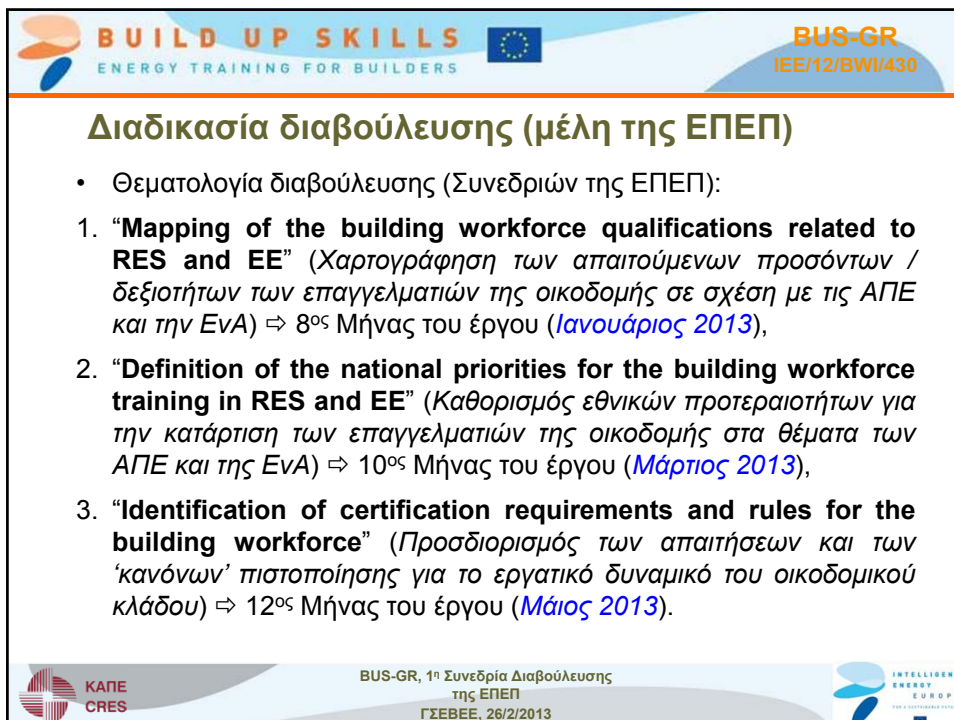 BUILD UP SKILLS
ENERGY TRAINING FOR BUILDERS
BUS-GR
IEE/12/BWI/430
Διαδικασία διαβούλευσης (μέλη της ΕΠΕΠ)
• Θεματολογία διαβούλευσης (Συνεδριών της ΕΠΕΠ):
1. “Mapping of the building workforce qualifications related to
RES and EE” (Χαρτογράφηση των απαιτούμενων προσόντων /
δεξιοτήτων των επαγγελματιών της οικοδομής σε σχέση με τις ΑΠΕ
και την ΕνΑ) ⇨ 8ος Μήνας του έργου (Ιανουάριος 2013),
2. “Definition of the national priorities for the building workforce
training in RES and EE” (Καθορισμός εθνικών προτεραιοτήτων για
την κατάρτιση των επαγγελματιών της οικοδομής στα θέματα των
ΑΠΕ και της ΕνΑ) ⇨ 10ος Μήνας του έργου (Μάρτιος 2013),
3. “Identification of certification requirements and rules for the
building workforce” (Προσδιορισμός των απαιτήσεων και των
‘κανόνων’ πιστοποίησης για το εργατικό δυναμικό του οικοδομικού
κλάδου) ⇨ 12ος Μήνας του έργου (Μάιος 2013).
ΚΑΠΕ
CRES
BUS-GR, 1η Συνεδρία Διαβούλευσης
της ΕΠΕΠ
ΓΣΕΒΕΕ, 26/2/2013
INTELLIGEN
ENERGY
EUROP